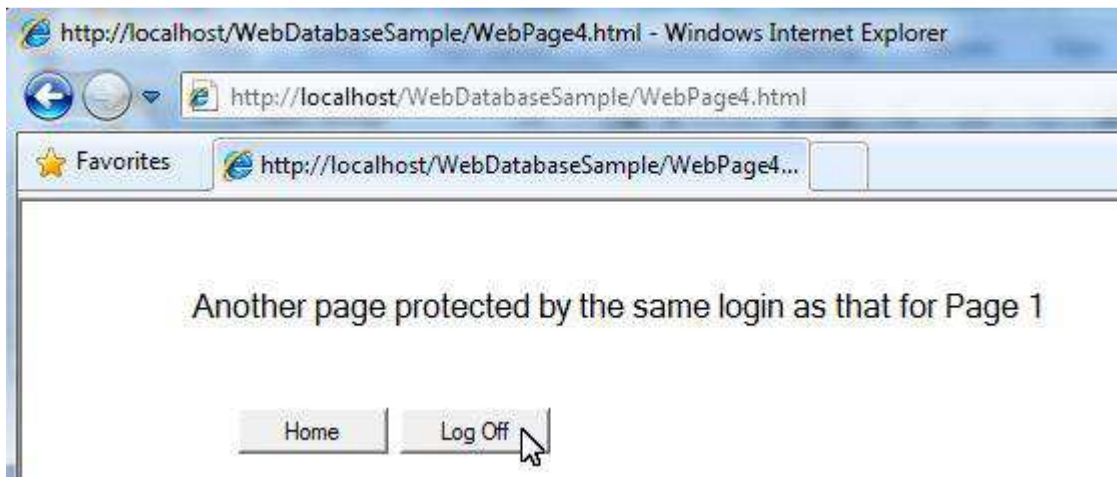 http://localhost/WebDatabaseSample/WebPage4.html - Windows Internet Explorer
http://localhost/WebDatabaseSample/WebPage4.html
Favorites
http://localhost/WebDatabaseSample/WebPage4...
Another page protected by the same login as that for Page 1
Home
Log Off